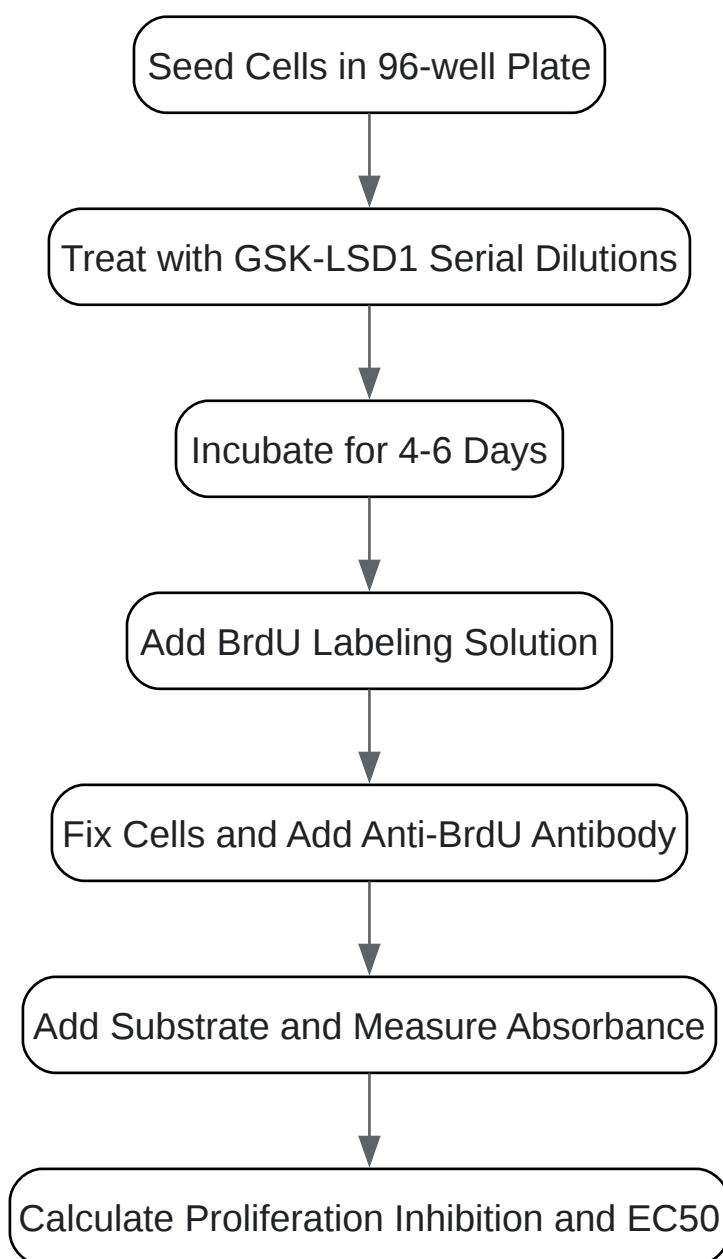 Seed Cells in 96-well Plate
Treat with GSK-LSD1 Serial Dilutions
Incubate for 4-6 Days
Add BrdU Labeling Solution
Fix Cells and Add Anti-BrdU Antibody
Add Substrate and Measure Absorbance
Calculate Proliferation Inhibition and EC50